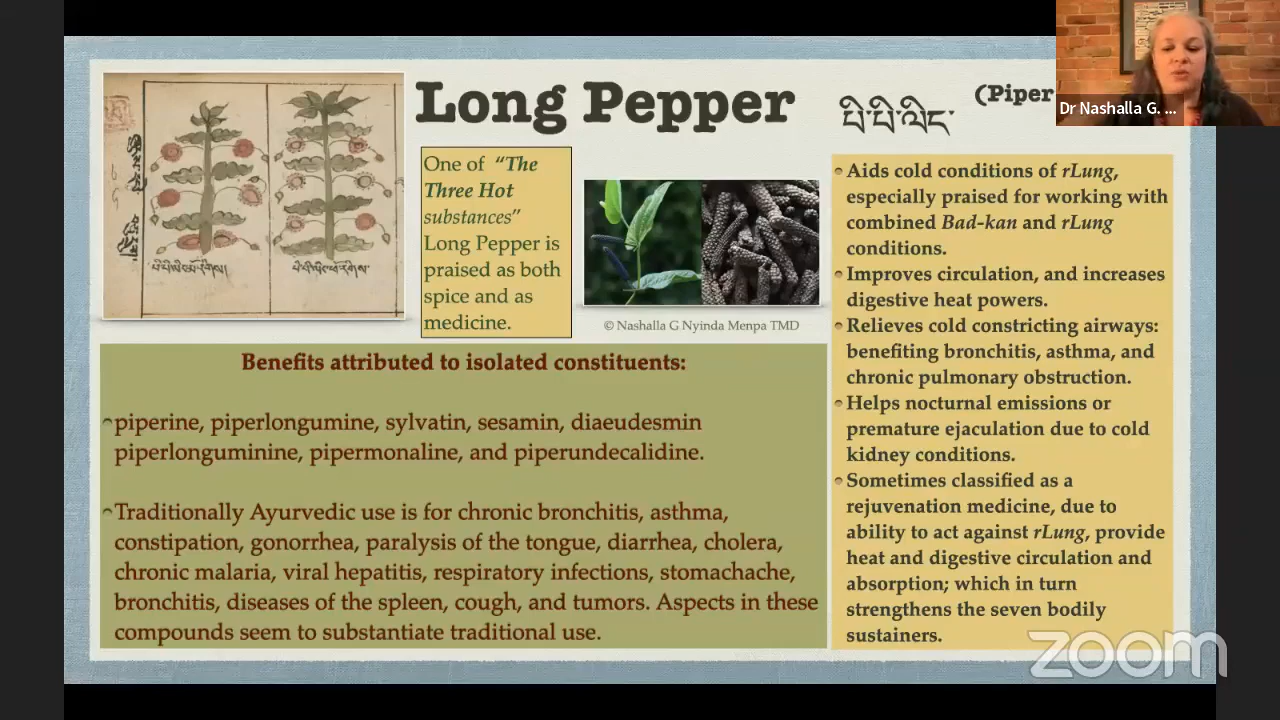 Long Pepper
པི་པི་ལིང་
(Piper
Dr Nashalla G. ...
One of "The
Three Hot
substances"
Long Pepper is
praised as both
spice and as
medicine.
© Nashalla G Nyinda Menpa TMD
Benefits attributed to isolated constituents:
piperine, piperlongumine, sylvatin, sesamin, diaeudesmin
piperlonguminine, pipermonaline, and piperundecalidine.
Traditionally Ayurvedic use is for chronic bronchitis, asthma,
constipation, gonorrhea, paralysis of the tongue, diarrhea, cholera,
chronic malaria, viral hepatitis, respiratory infections, stomachache,
bronchitis, diseases of the spleen, cough, and tumors. Aspects in these
compounds seem to substantiate traditional use.
Aids cold conditions of rLung,
especially praised for working with
combined Bad-kan and rLung
conditions.
Improves circulation, and increases
digestive heat powers.
Relieves cold constricting airways:
benefiting bronchitis, asthma, and
chronic pulmonary obstruction.
Helps nocturnal emissions or
premature ejaculation due to cold
kidney conditions.
Sometimes classified as a
rejuvenation medicine, due to
ability to act against rLung, provide
heat and digestive circulation and
absorption; which in turn
strengthens the seven bodily
sustainers.
zoom